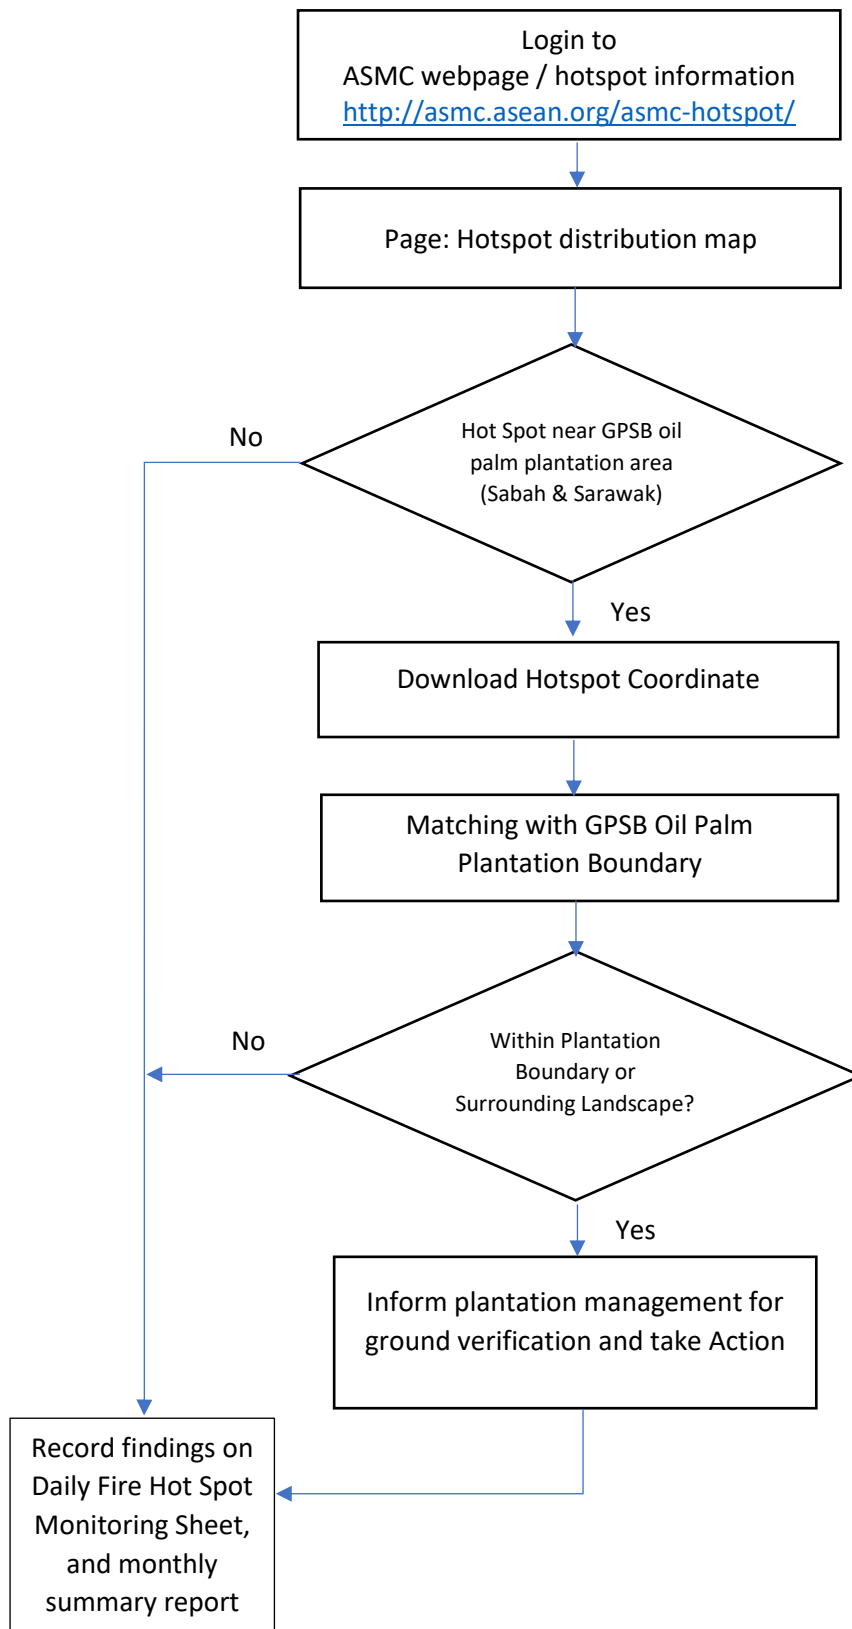 Login to
ASMC webpage / hotspot information
http://asmc.asean.org/asmc-hotspot/
Page: Hotspot distribution map
No
Hot Spot near GPSB oil
palm plantation area
(Sabah & Sarawak)
Yes
Download Hotspot Coordinate
Matching with GPSB Oil Palm
Plantation Boundary
No
Within Plantation
Boundary or
Surrounding Landscape?
Yes
Inform plantation management for
ground verification and take Action
Record findings on
Daily Fire Hot Spot
Monitoring Sheet,
and monthly
summary report